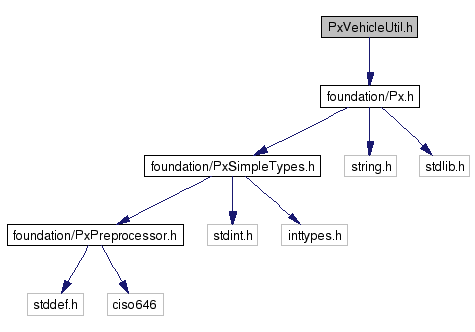 PxVehicleUtil.h
foundation/Px.h
foundation/PxSimpleTypes.h
string.h
stdlib.h
foundation/PxPreprocessor.h
stdint.h
inttypes.h
stddef.h
ciso646